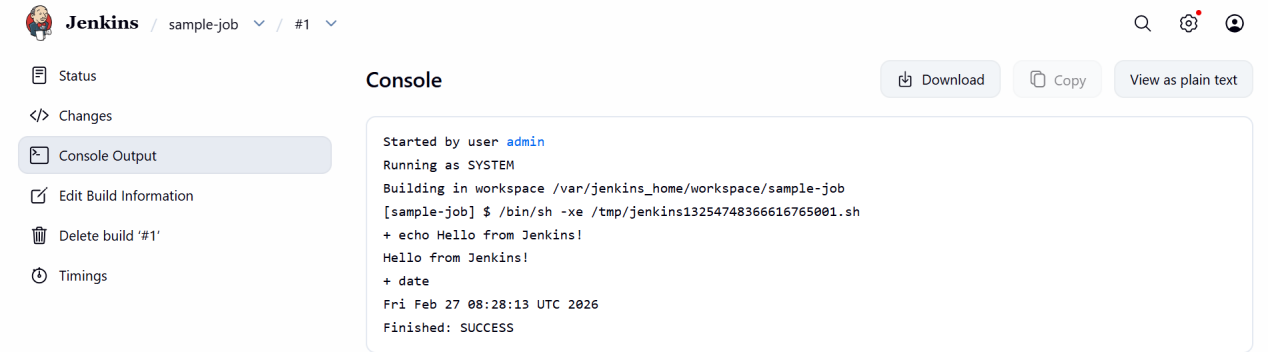 Jenkins / sample-job / #1
Status
Changes
Console Output
Edit Build Information
Delete build ‘#1’
Timings
Console
Download
Copy
View as plain text
Started by user admin
Running as SYSTEM
Building in workspace /var/jenkins_home/workspace/sample-job
[sample-job] $ /bin/sh -xe /tmp/jenkins13254748366616765001.sh
+ echo Hello from Jenkins!
Hello from Jenkins!
+ date
Fri Feb 27 08:28:13 UTC 2026
Finished: SUCCESS